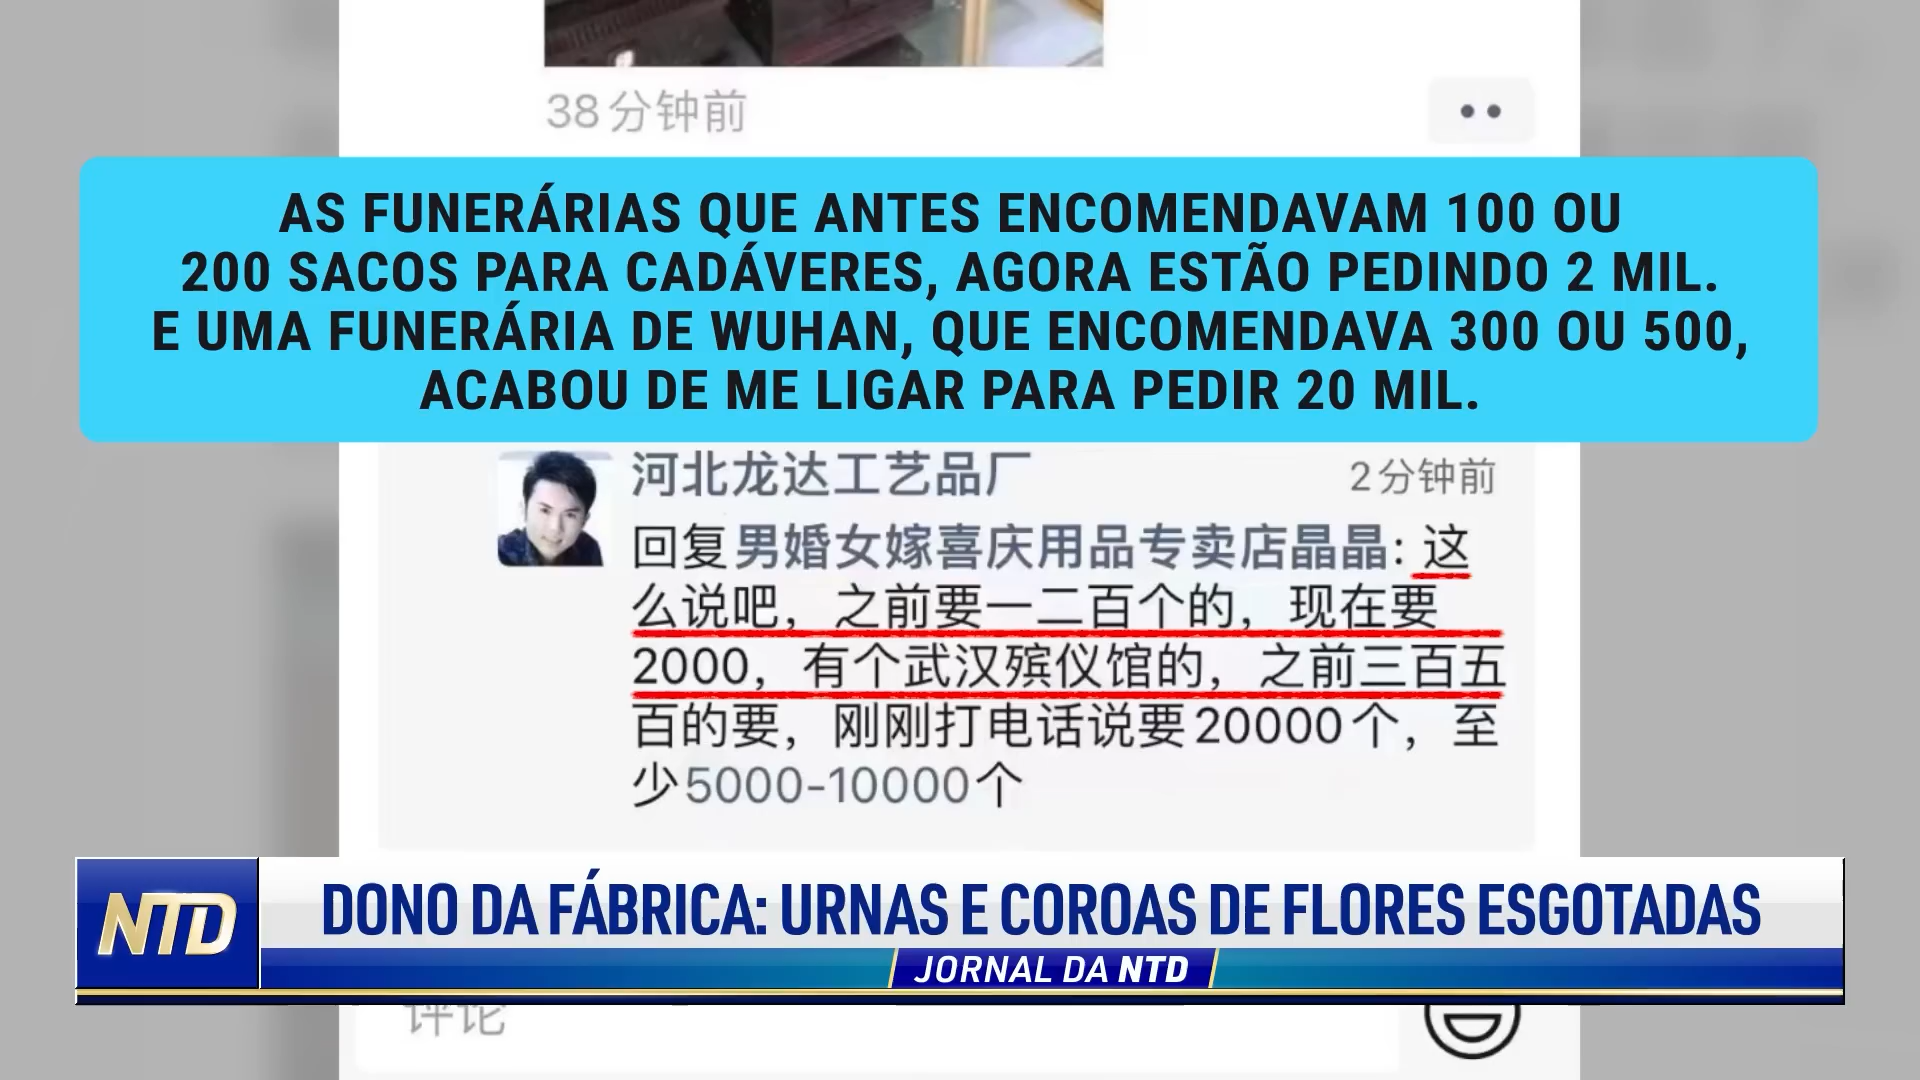 38分钟前
AS FUNERÁRIAS QUE ANTES ENCOMENDAVAM 100 OU
200 SACOS PARA CADÁVERES, AGORA ESTÃO PEDINDO 2 MIL.
E UMA FUNERÁRIA DE WUHAN, QUE ENCOMENDAVA 300 OU 500,
ACABOU DE ME LIGAR PARA PEDIR 20 MIL.
河北龙达工艺品厂
2分钟前
回复男婚女嫁喜庆用品专卖店晶晶: 这
么说吧，之前要一二百个的，现在要
2000，有个武汉殡仪馆的，之前三百五
百的要，刚刚打电话说要20000个，至
少5000-10000个
NTD
DONO DA FÁBRICA: URNAS E COROAS DE FLORES ESGOTADAS
JORNAL DA NTD
评论